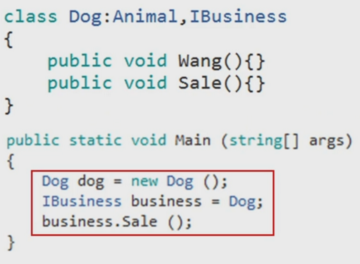 class Dog:Animal,IBusiness
{
public void Wang(){}
public void Sale(){}
}
public static void Main (string[] args)
{
Dog dog = new Dog ();
IBusiness business = Dog;
business.Sale ();
}